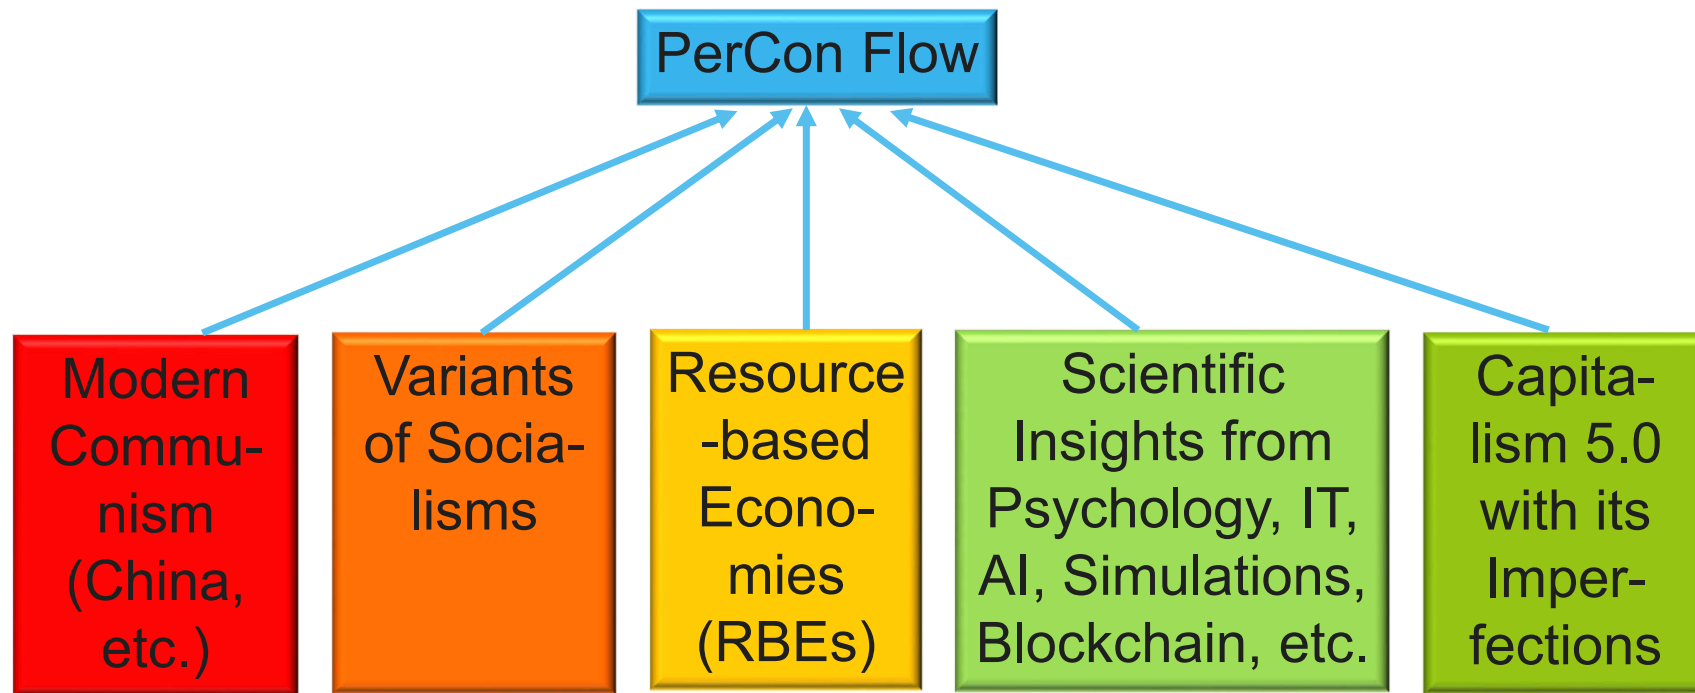 PerCon Flow
Modern
Commu-
nism
(China,
etc.)
Variants
of Socia-
lisms
Resource
-based
Econo-
mies
(RBEs)
Scientific
Insights from
Psychology, IT,
AI, Simulations,
Blockchain, etc.
Capita-
lism 5.0
with its
Imper-
fections